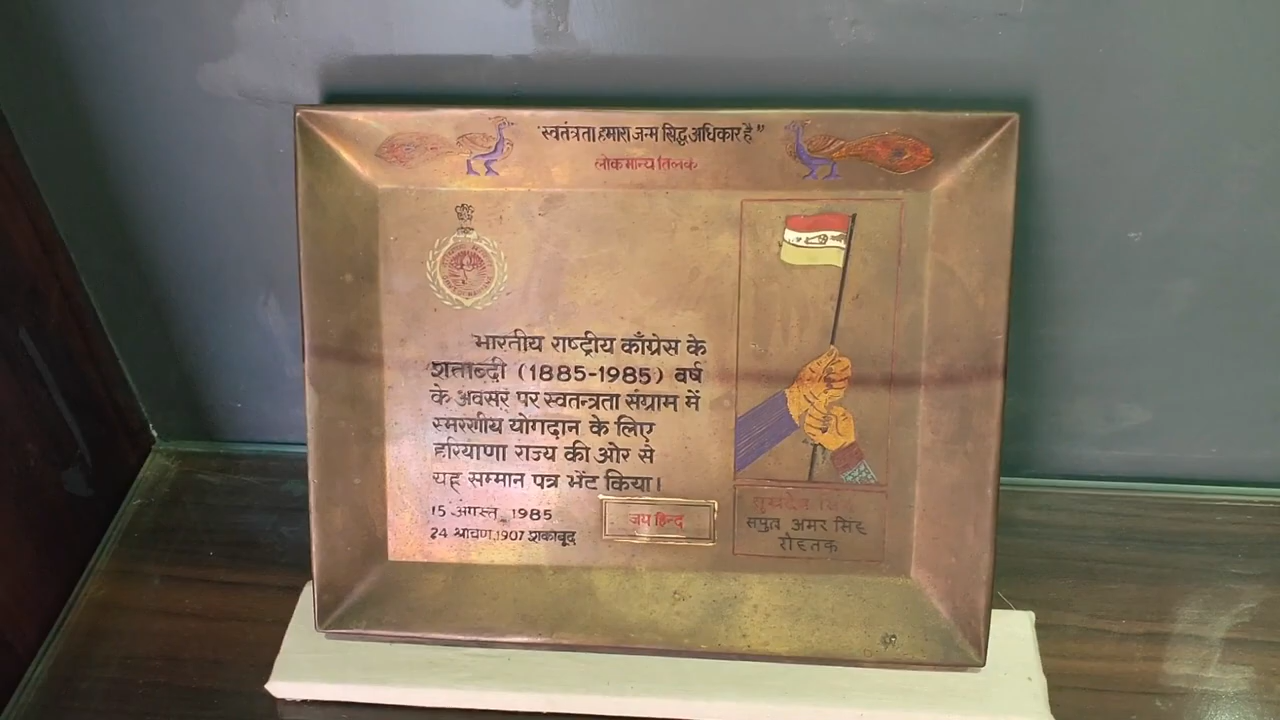 "स्वतंत्रता हमारा जन्म सिद्ध अधिकार है"
लोकमान्य तिलक
भारतीय राष्ट्रीय काँग्रेस के
शताब्दी (1885-1985) वर्ष
के अवसर पर स्वतन्त्रता संग्राम में
स्मरणीय योगदान के लिए
हरियाणा राज्य की ओर से
यह सम्मान पत्र भेंट किया।
15 अगस्त 1985
24 श्रावण,1907 शकाब्द
जय हिन्द
सुखदेव सिंह
सपुत्र अमर सिंह
रोहतक